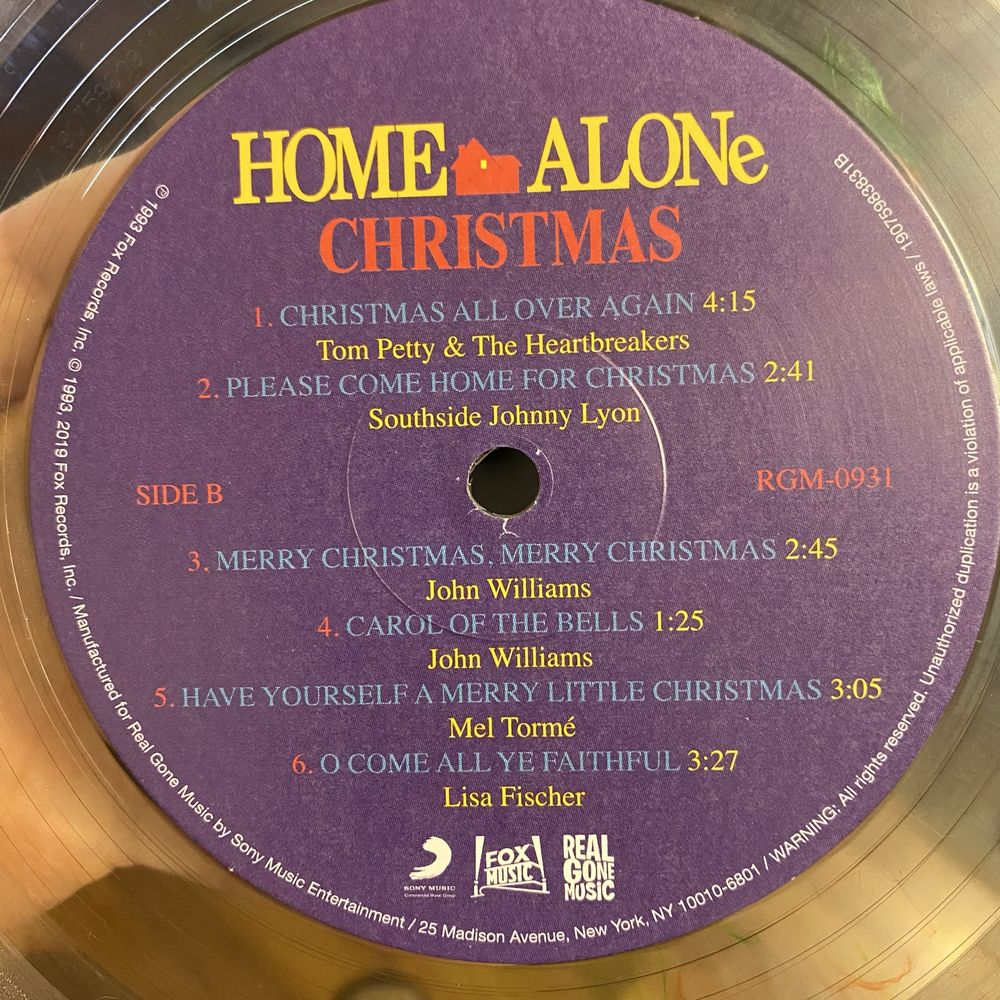 HOME ALONe
CHRISTMAS
1. CHRISTMAS ALL OVER AGAIN 4:15
Tom Petty & The Heartbreakers
2. PLEASE COME HOME FOR CHRISTMAS 2:41
Southside Johnny Lyon
SIDE B
RGM-0931
3. MERRY CHRISTMAS, MERRY CHRISTMAS 2:45
John Williams
4. CAROL OF THE BELLS 1:25
John Williams
5. HAVE YOURSELF A MERRY LITTLE CHRISTMAS 3:05
Mel Tormé
6. O COME ALL YE FAITHFUL 3:27
Lisa Fischer
SONY MUSIC
Commercial Music Group
FOX
MUSIC
REAL
GONE
MUSIC
℗ 1993 Fox Records, Inc. © 1993, 2019 Fox Records, Inc. / Manufactured for Real Gone Music by Sony Music Entertainment / 25 Madison Avenue, New York, NY 10010-6801 / WARNING: All rights reserved. Unauthorized duplication is a violation of applicable laws / 19075983831B